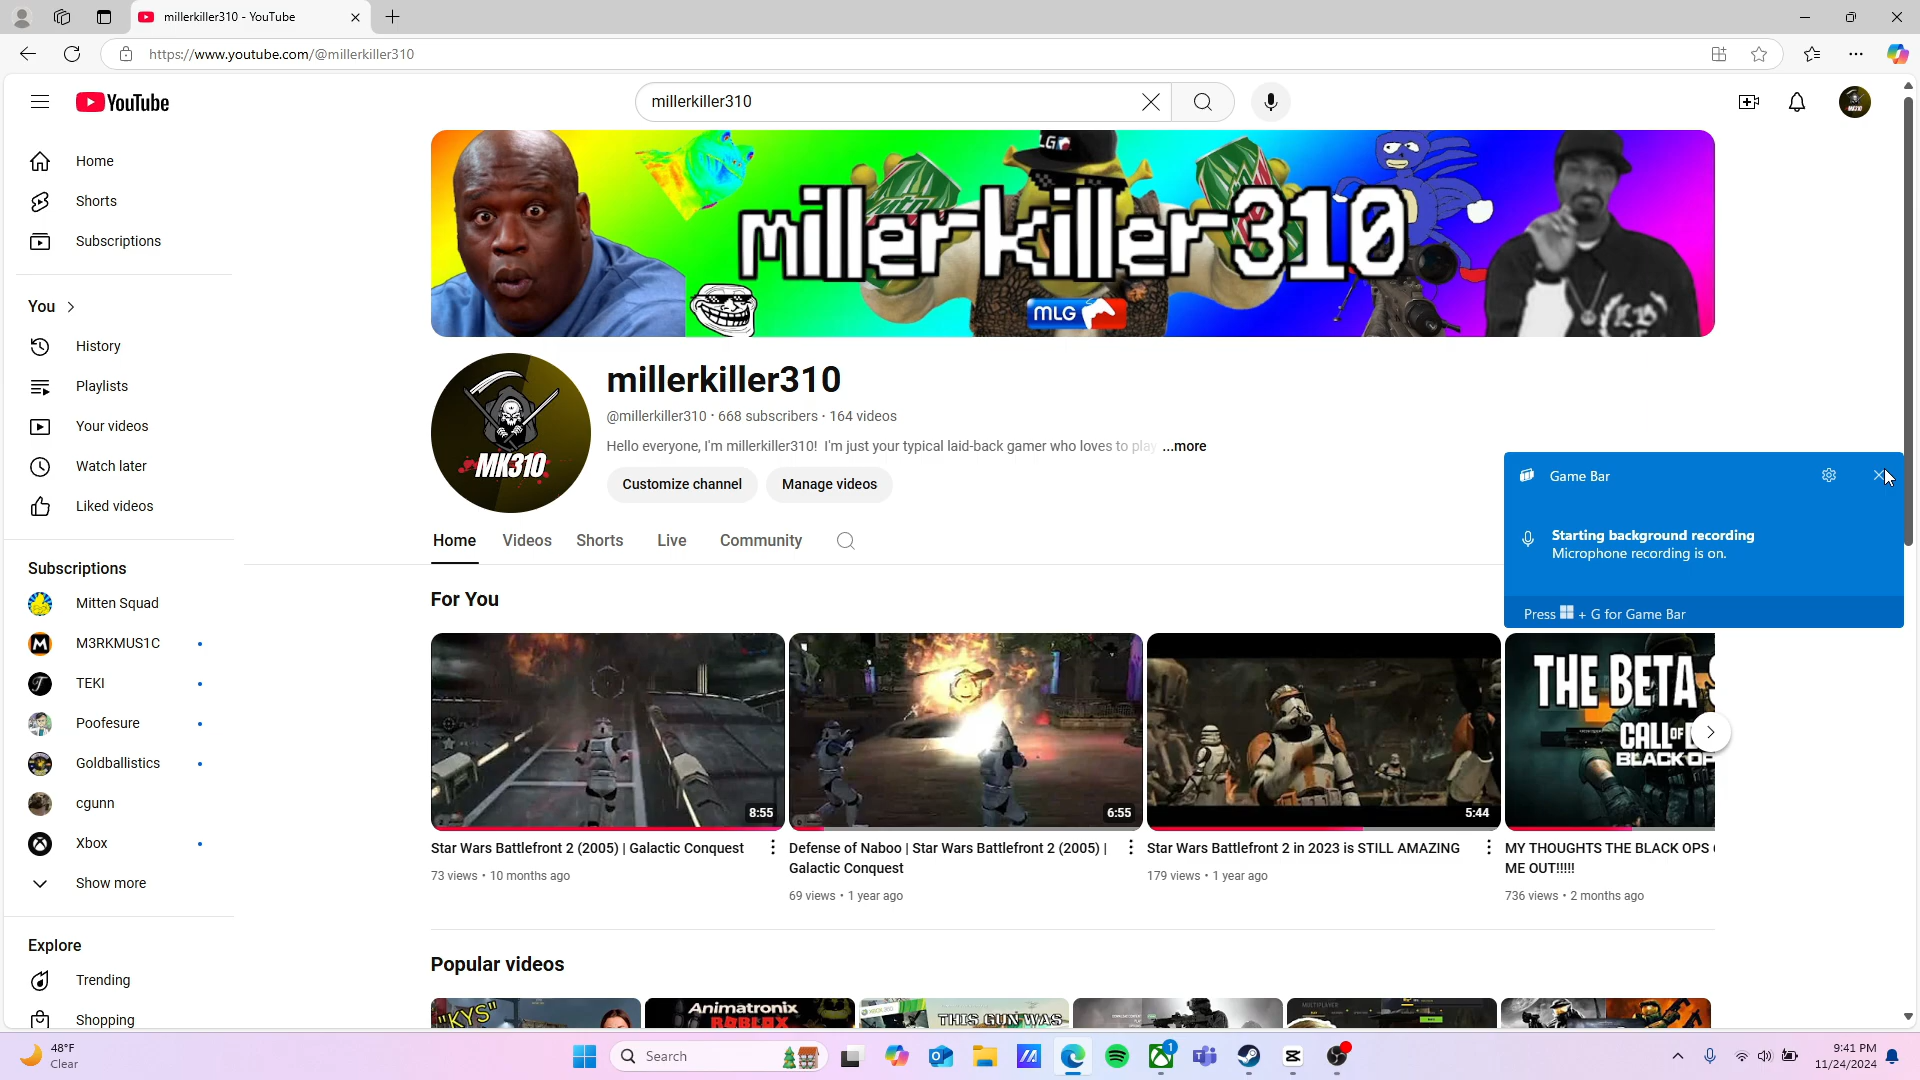 millerkiller310 - YouTube
https://www.youtube.com/@millerkiller310
YouTube
millerkiller310
Home
Shorts
Subscriptions
You
History
Playlists
Your videos
Watch later
Liked videos
Subscriptions
Mitten Squad
M3RKMUS1C
TEKI
Poofesure
Goldballistics
cgunn
Xbox
Show more
Explore
Trending
Shopping
millerkiller310
MLG
MK310
millerkiller310
@millerkiller310 · 668 subscribers · 164 videos
Hello everyone, I'm millerkiller310! I'm just your typical laid-back gamer who loves to play ...more
Customize channel
Manage videos
Home
Videos
Shorts
Live
Community
Game Bar
Starting background recording
Microphone recording is on.
Press + G for Game Bar
For You
8:55
Star Wars Battlefront 2 (2005) | Galactic Conquest
73 views · 10 months ago
6:55
Defense of Naboo | Star Wars Battlefront 2 (2005) |
Galactic Conquest
69 views · 1 year ago
5:44
Star Wars Battlefront 2 in 2023 is STILL AMAZING
179 views · 1 year ago
THE BETA
CALL OF
BLACK OP
MY THOUGHTS THE BLACK OPS
ME OUT!!!!!
736 views · 2 months ago
Popular videos
"KYS"
Animatronix
ROBLOX
THIS GUN WAS
48°F
Clear
Search
1
9:41 PM
11/24/2024